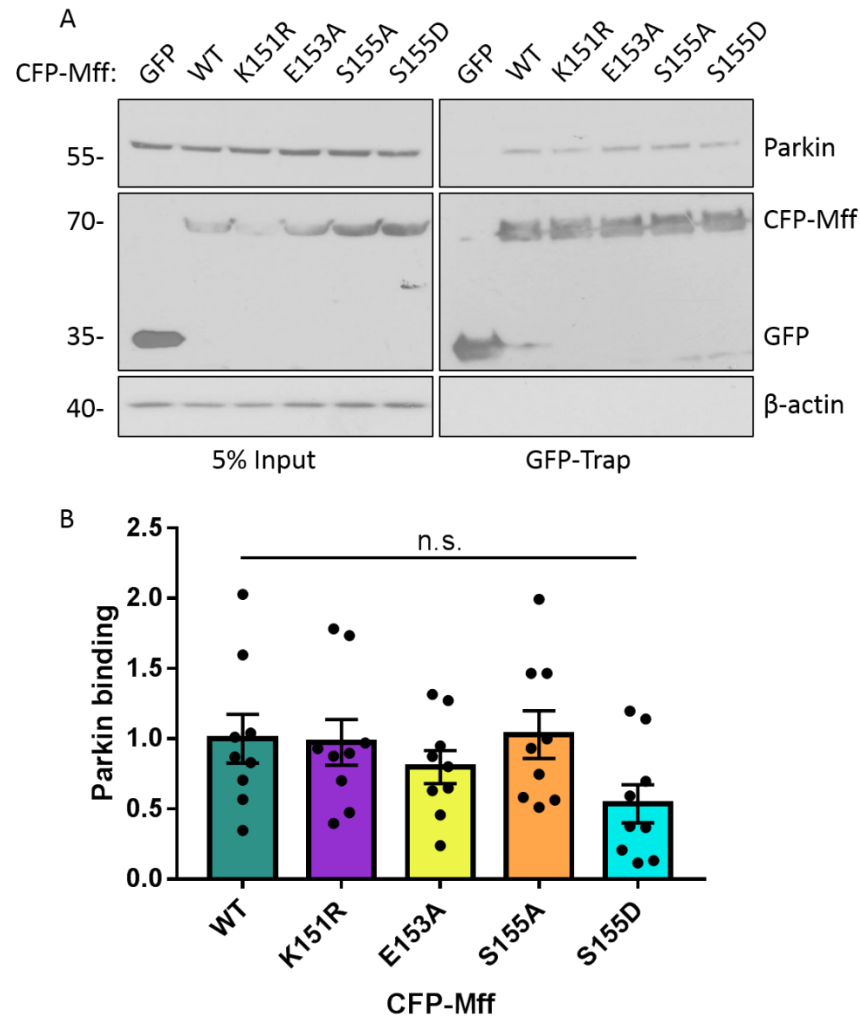 A
CFP-Mff: GFP WT K151R E153A S155A S155D GFP WT K151R E153A S155A S155D
55- Parkin
70- CFP-Mff
35- GFP
40- β-actin
5% Input GFP-Trap
B
n.s.
2.5
2.0
1.5
1.0
0.5
0.0
Parkin binding
WT K151R E153A S155A S155D
CFP-Mff